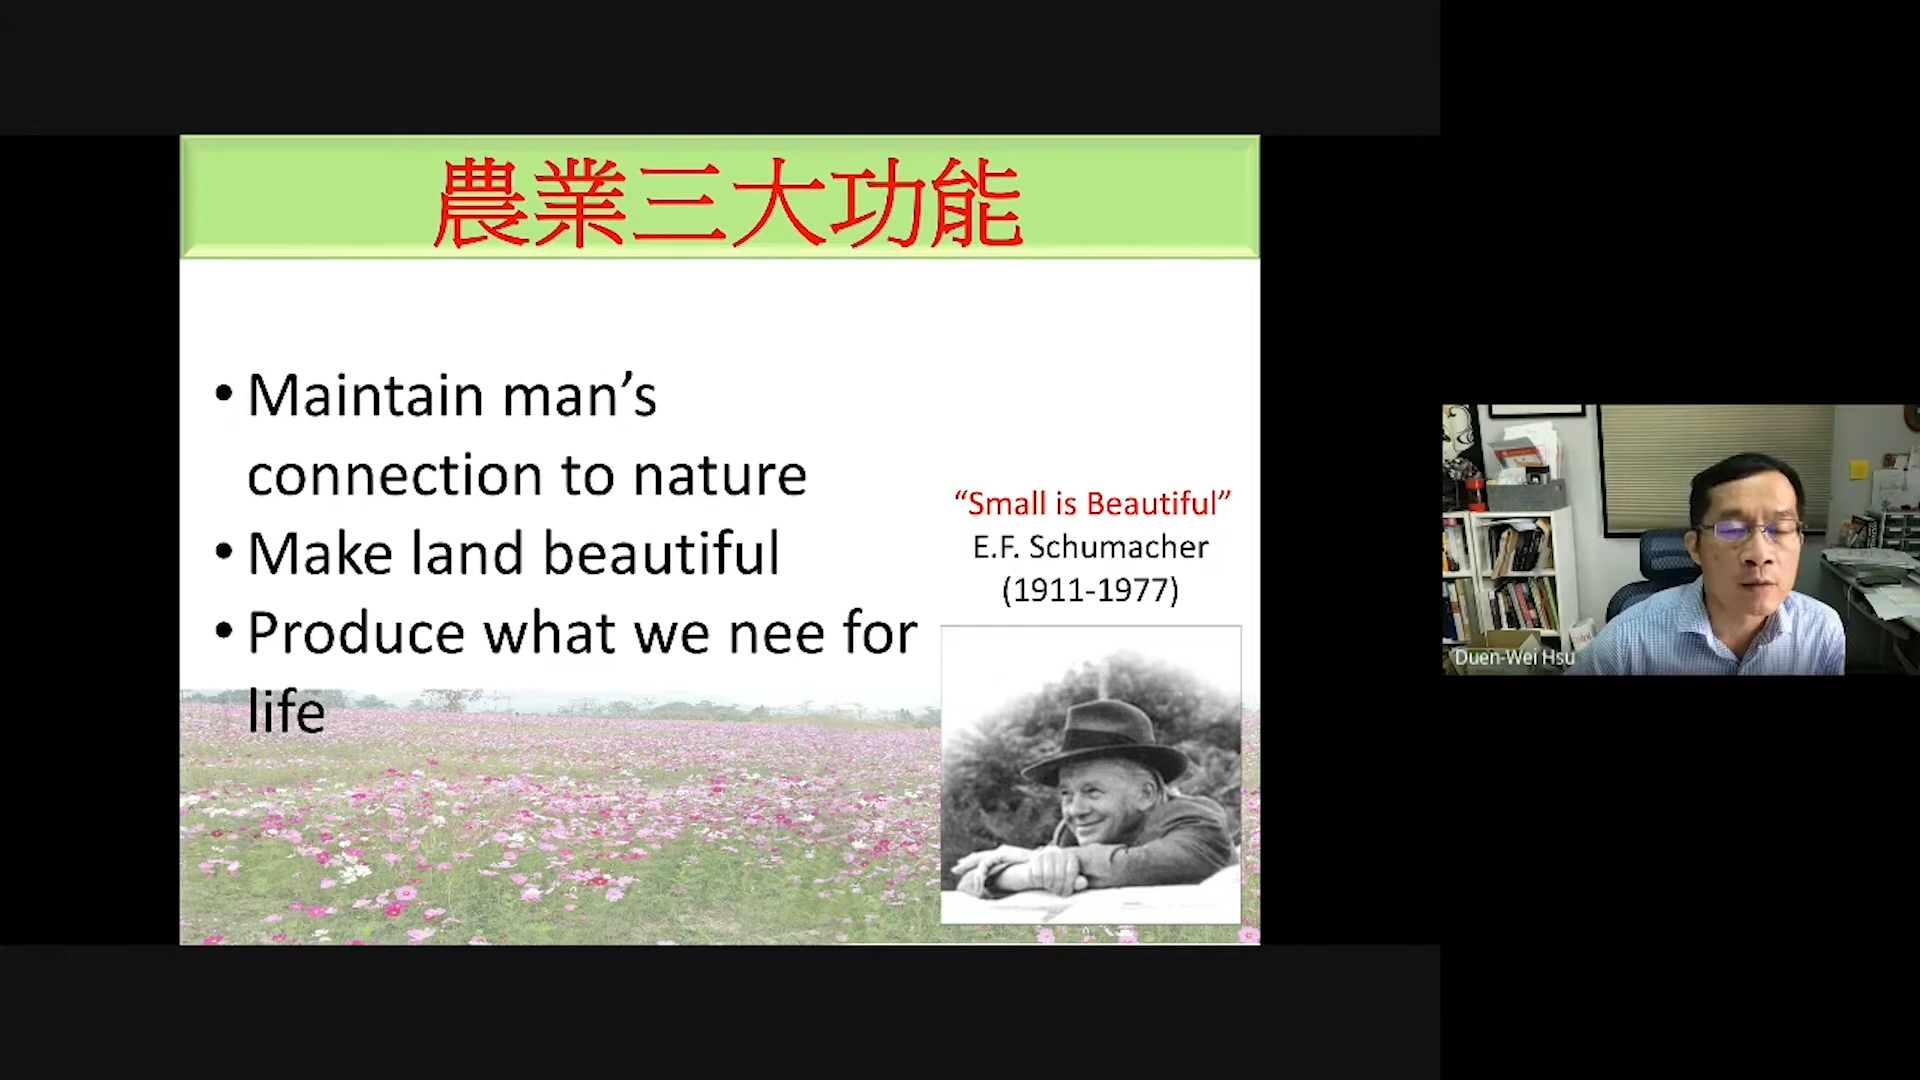 農業三大功能
• Maintain man’s
connection to nature
• Make land beautiful
• Produce what we nee for
life
“Small is Beautiful”
E.F. Schumacher
(1911-1977)
Duen-Wei Hsu